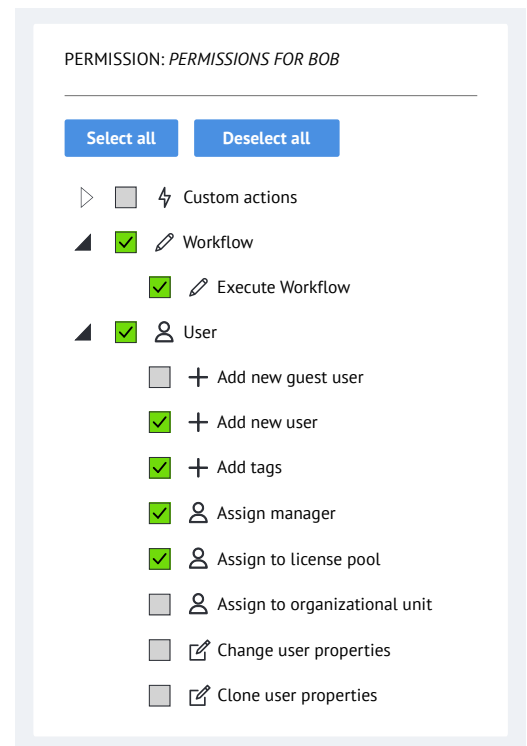 PERMISSION: PERMISSIONS FOR BOB
Select all Deselect all
Custom actions
Workflow
Execute Workflow
User
Add new guest user
Add new user
Add tags
Assign manager
Assign to license pool
Assign to organizational unit
Change user properties
Clone user properties